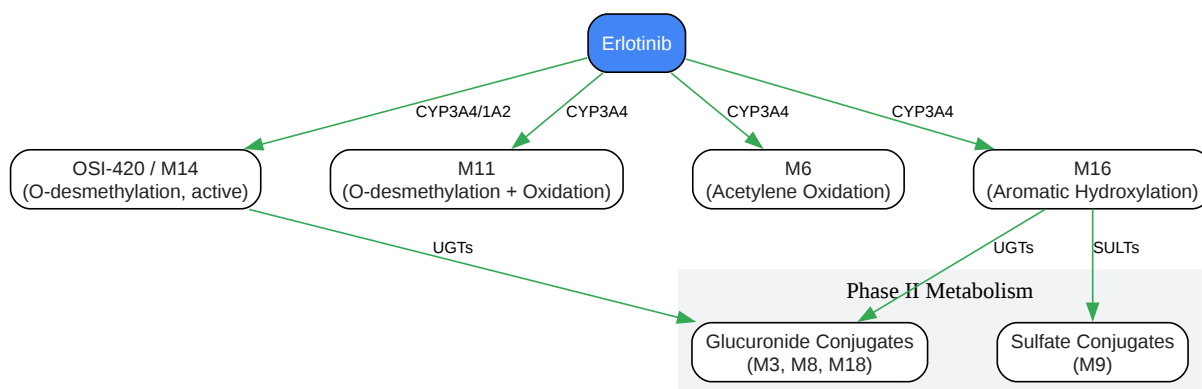 Erlotinib
CYP3A4/1A2
CYP3A4
CYP3A4
CYP3A4
OSI-420 / M14
(O-desmethylation, active)
M11
(O-desmethylation + Oxidation)
M6
(Acetylene Oxidation)
M16
(Aromatic Hydroxylation)
UGTs
UGTs
SULTs
Phase II Metabolism
Glucuronide Conjugates
(M3, M8, M18)
Sulfate Conjugates
(M9)